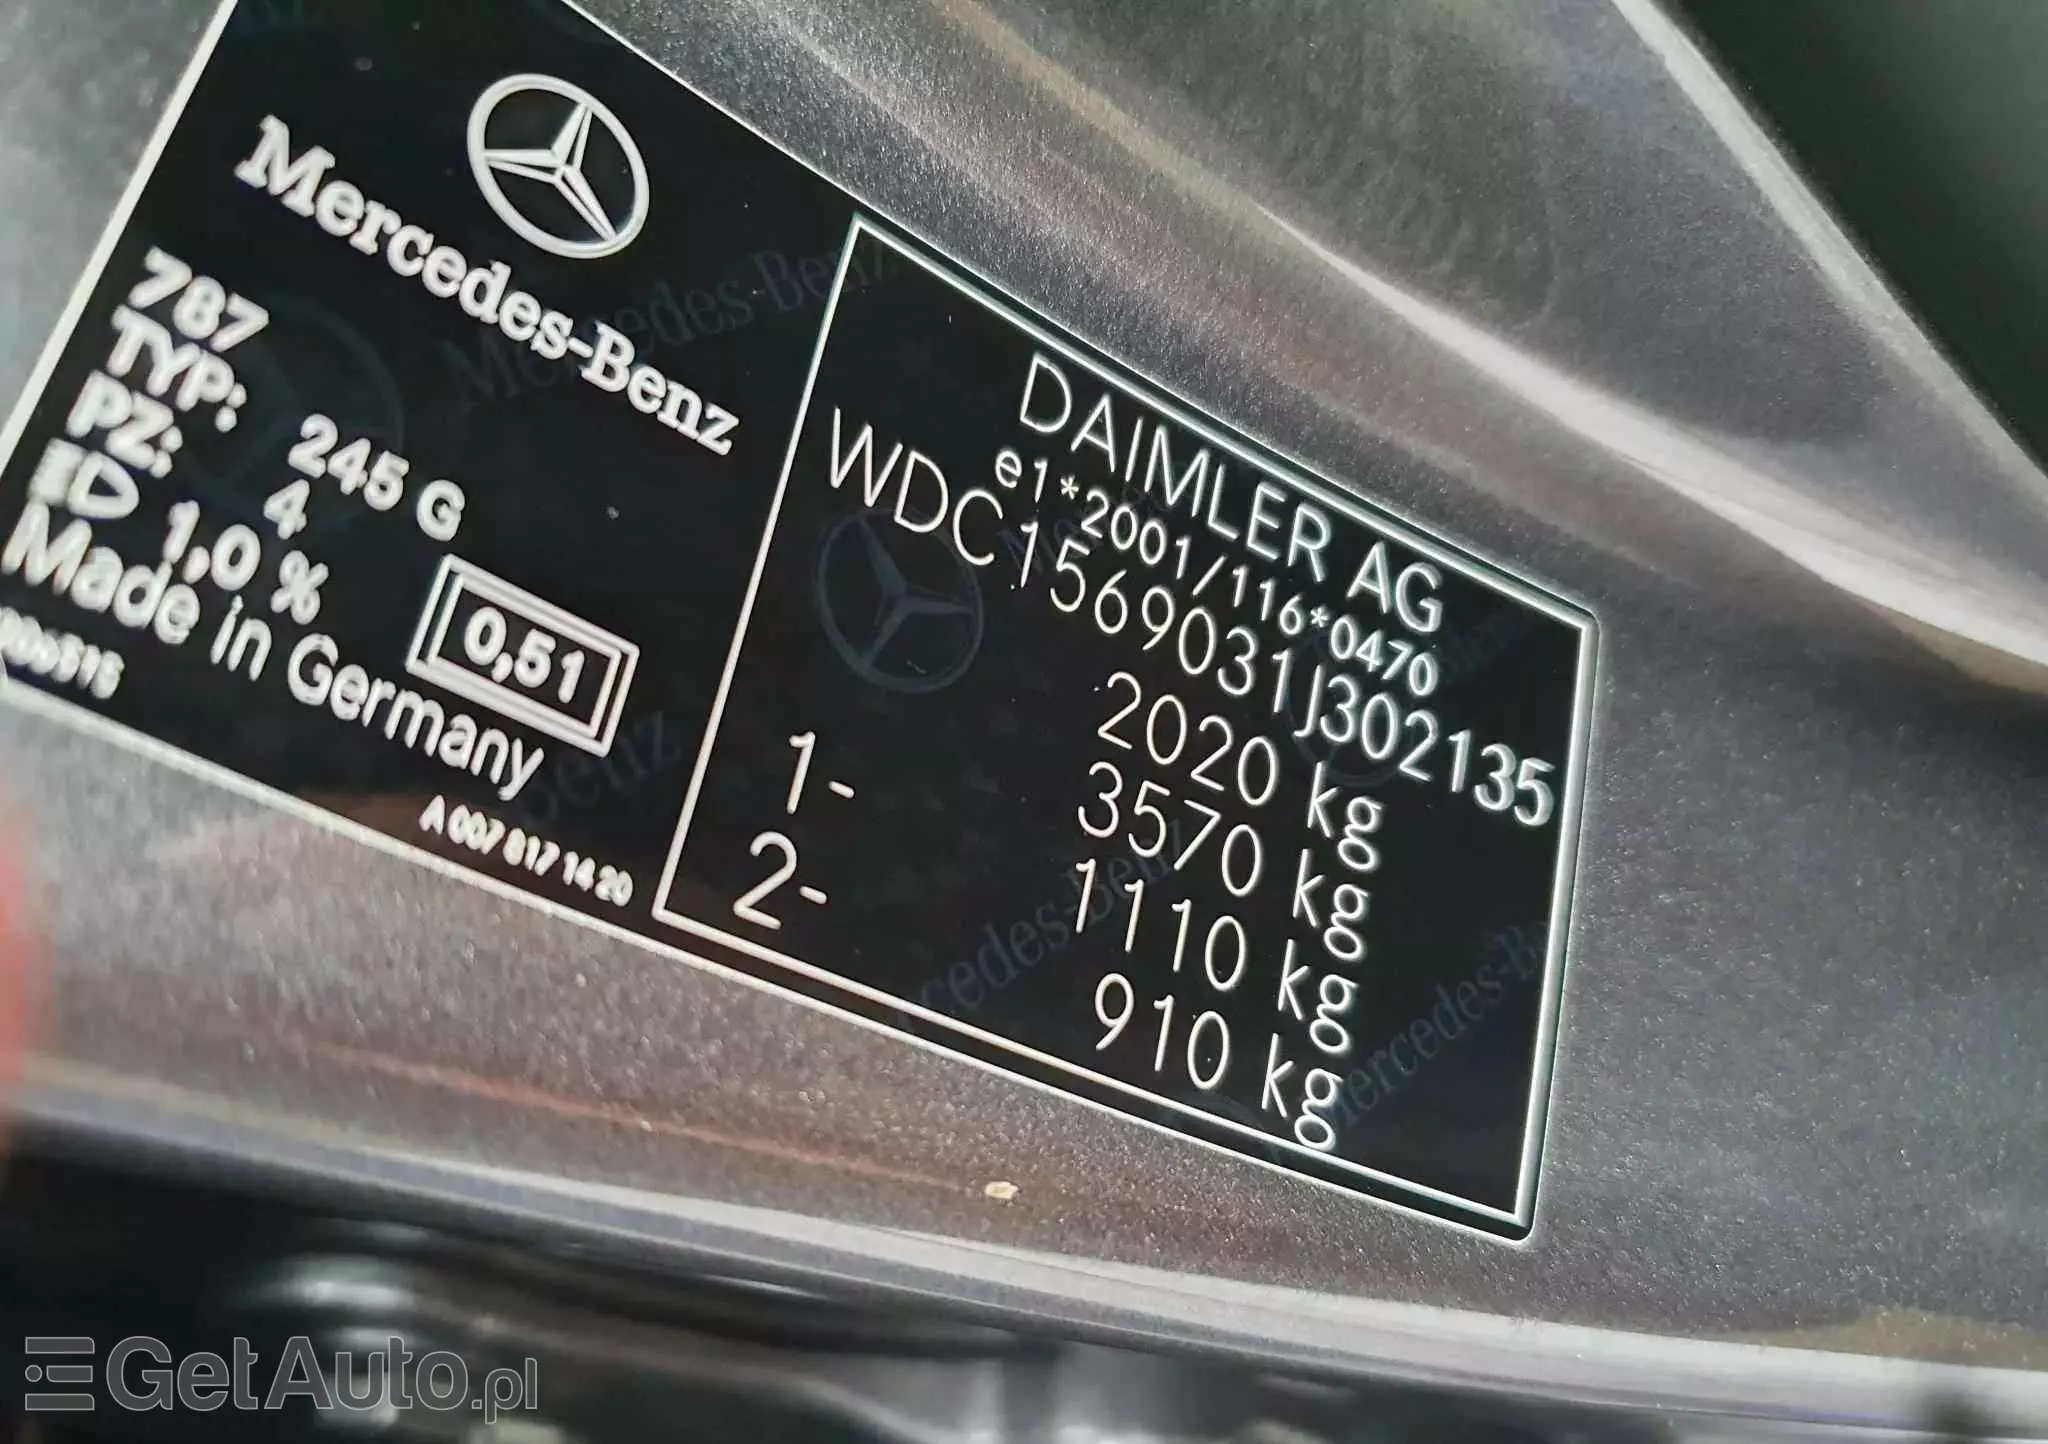 Mercedes-Benz
787
TYP: 245 G
PZ: 4
1,0 %
0,51
Made in Germany
A 007 817 14 20
DAIMLER AG
e1*2001/116*0470
WDC1569031J302135
2020 kg
3570 kg
1- 1110 kg
2- 910 kg
GetAuto.pl